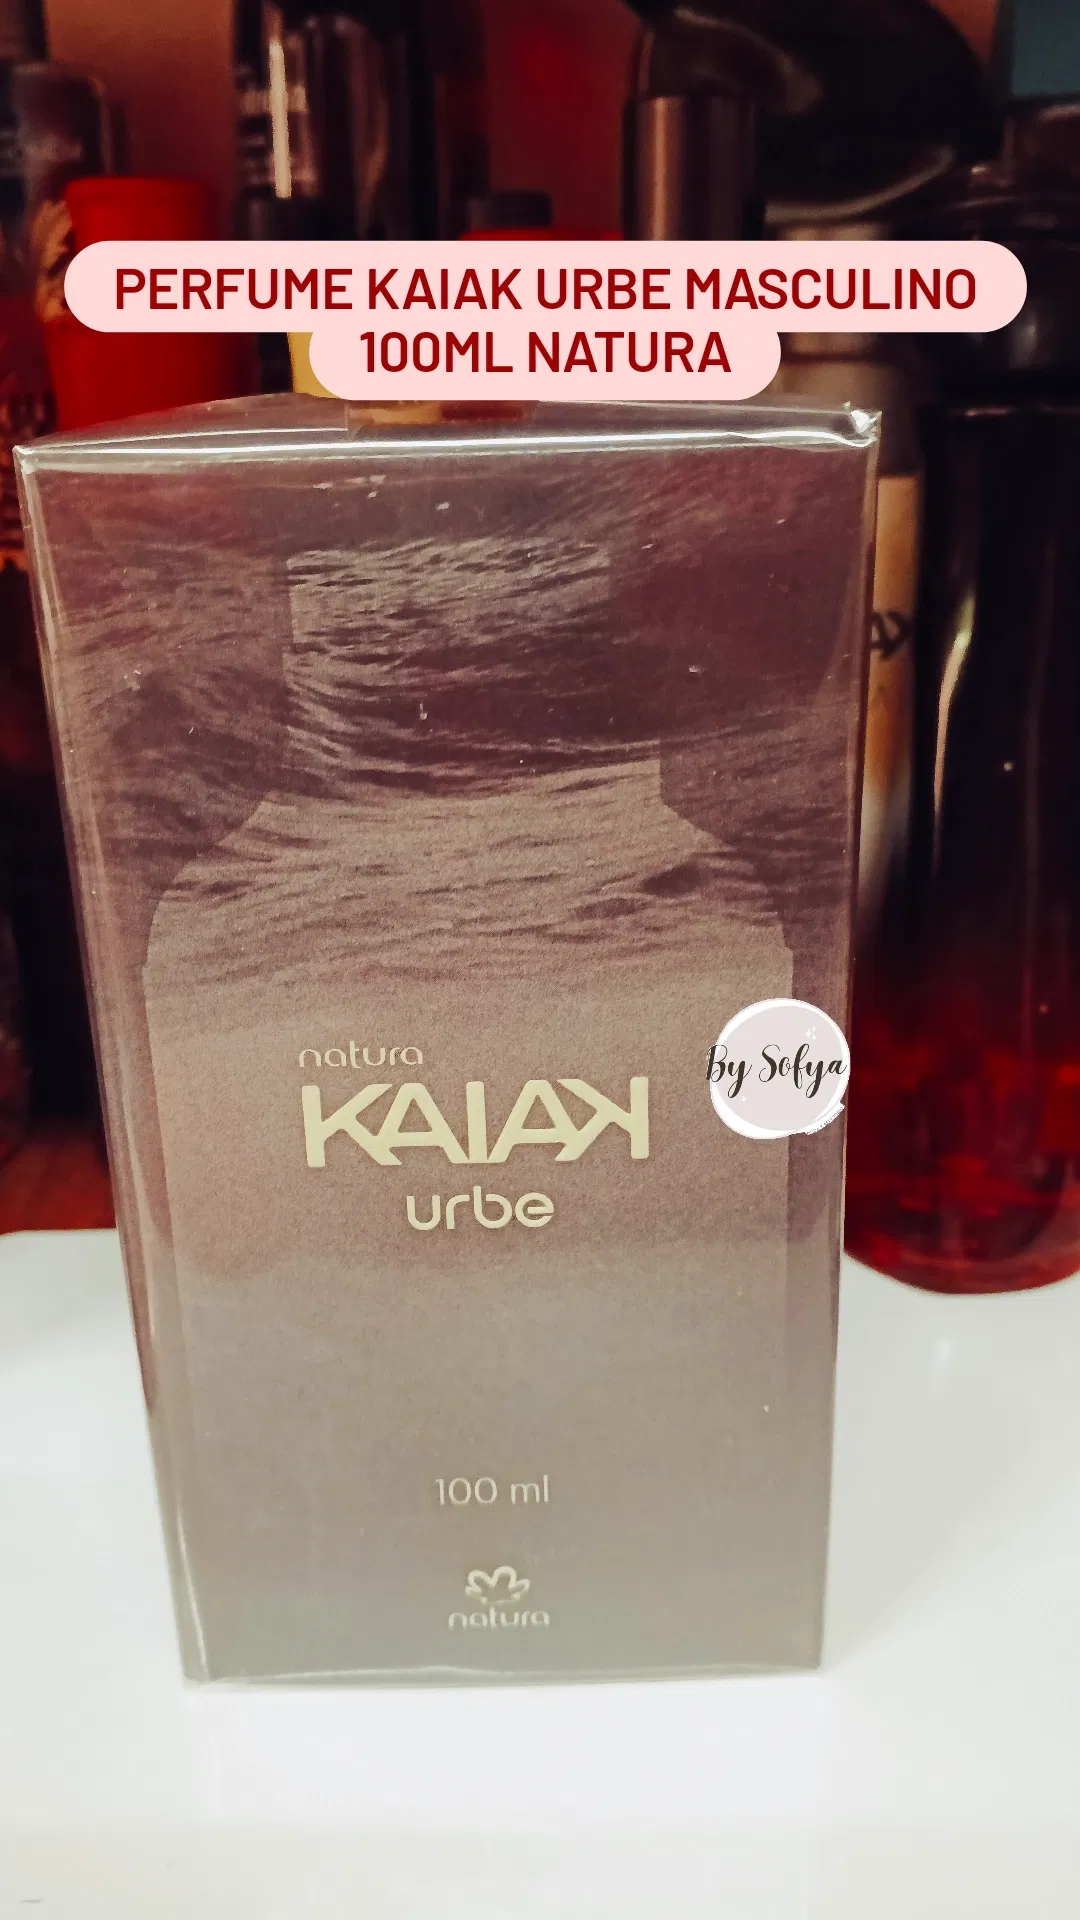 PERFUME KAIAK URBE MASCULINO
100ML NATURA
natura
KAIAK
urbe
By Sofya
100 ml
natura